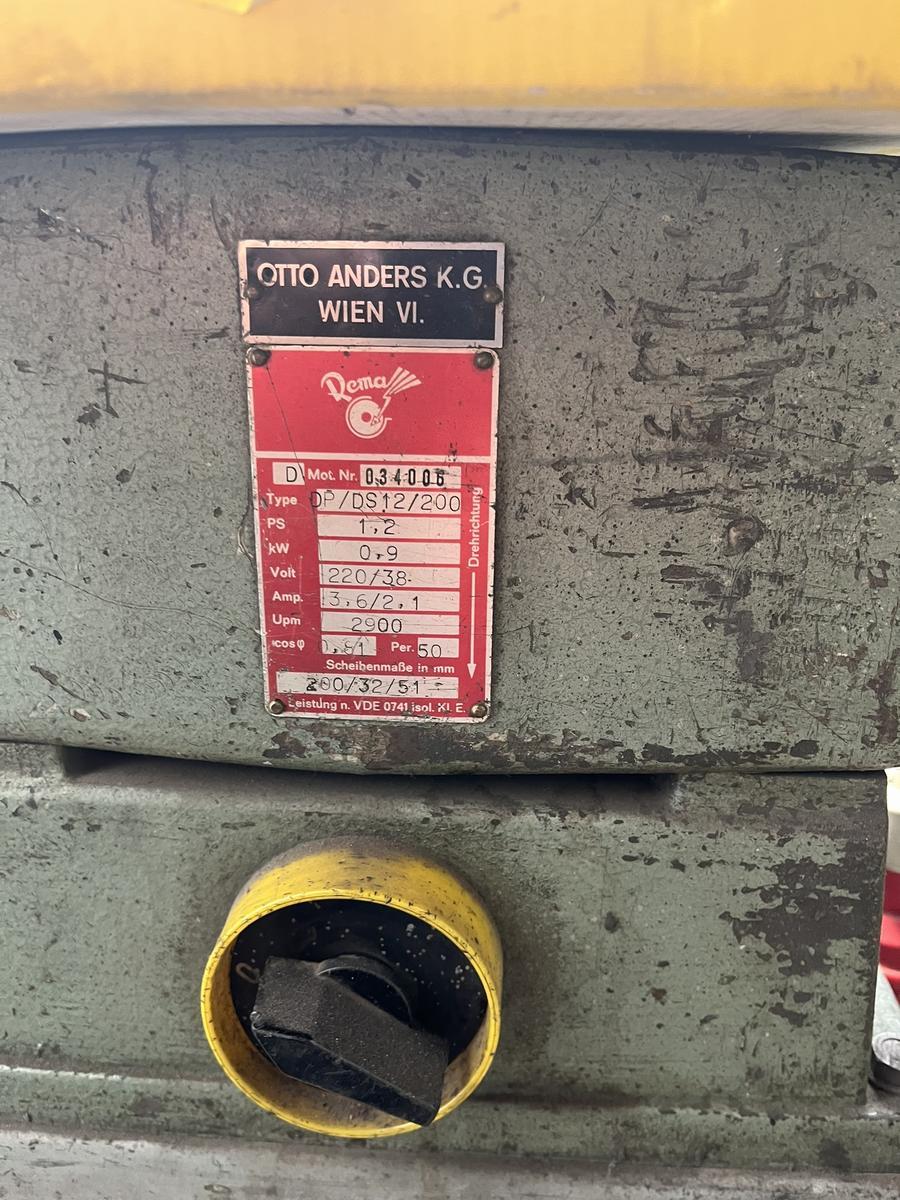 OTTO ANDERS K.G.
WIEN VI.
Rema
D Mot. Nr. 034006
Type DP/DS12/200
PS 1,2
kW 0,9
Volt 220/38
Amp. 3,6/2,1
Upm 2900
cosφ 0,81 Per. 50
Scheibenmaße in mm
200/32/51
Leistung n. VDE 0741 isol. Kl. E.
Drehrichtung
0